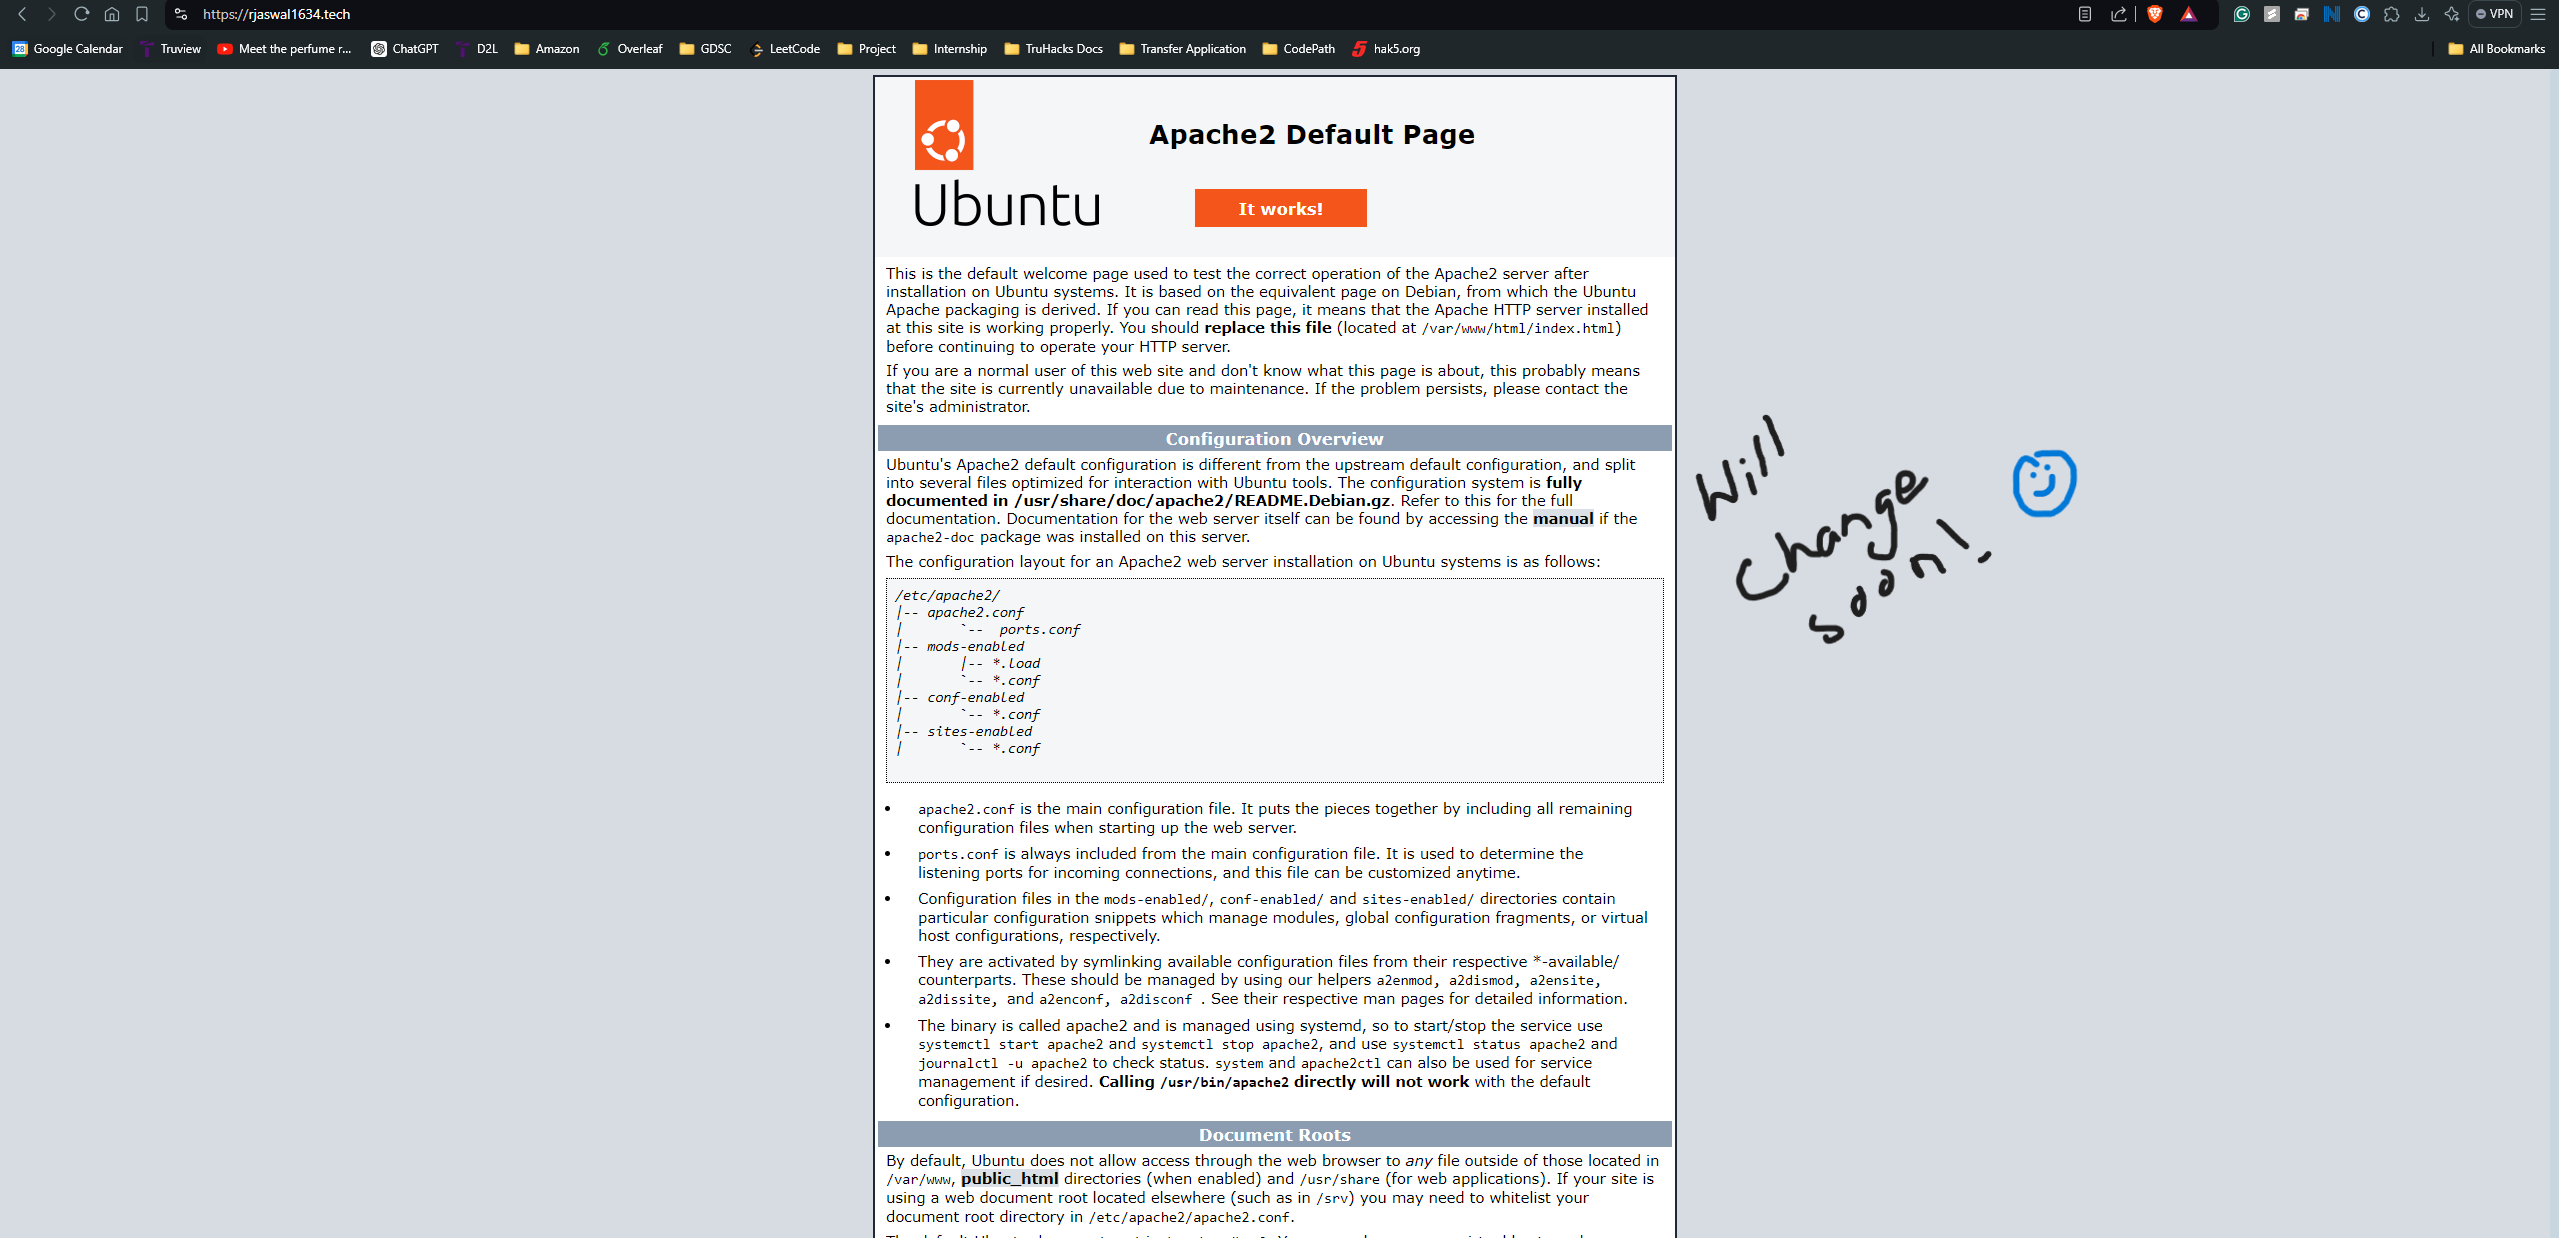 https://rjaswal1634.tech
VPN
28 Google Calendar Truview Meet the perfume r... ChatGPT D2L Amazon Overleaf GDSC LeetCode Project Internship TruHacks Docs Transfer Application CodePath hak5.org All Bookmarks
Ubuntu
Apache2 Default Page
It works!
This is the default welcome page used to test the correct operation of the Apache2 server after
installation on Ubuntu systems. It is based on the equivalent page on Debian, from which the Ubuntu
Apache packaging is derived. If you can read this page, it means that the Apache HTTP server installed
at this site is working properly. You should replace this file (located at /var/www/html/index.html)
before continuing to operate your HTTP server.
If you are a normal user of this web site and don't know what this page is about, this probably means
that the site is currently unavailable due to maintenance. If the problem persists, please contact the
site's administrator.
Configuration Overview
Ubuntu's Apache2 default configuration is different from the upstream default configuration, and split
into several files optimized for interaction with Ubuntu tools. The configuration system is fully
documented in /usr/share/doc/apache2/README.Debian.gz. Refer to this for the full
documentation. Documentation for the web server itself can be found by accessing the manual if the
apache2-doc package was installed on this server.
The configuration layout for an Apache2 web server installation on Ubuntu systems is as follows:
/etc/apache2/
|-- apache2.conf
|       `--  ports.conf
|-- mods-enabled
|       |-- *.load
|       `-- *.conf
|-- conf-enabled
|       `-- *.conf
|-- sites-enabled
|       `-- *.conf
• apache2.conf is the main configuration file. It puts the pieces together by including all remaining
configuration files when starting up the web server.
• ports.conf is always included from the main configuration file. It is used to determine the
listening ports for incoming connections, and this file can be customized anytime.
• Configuration files in the mods-enabled/, conf-enabled/ and sites-enabled/ directories contain
particular configuration snippets which manage modules, global configuration fragments, or virtual
host configurations, respectively.
• They are activated by symlinking available configuration files from their respective *-available/
counterparts. These should be managed by using our helpers a2enmod, a2dismod, a2ensite,
a2dissite, and a2enconf, a2disconf . See their respective man pages for detailed information.
• The binary is called apache2 and is managed using systemd, so to start/stop the service use
systemctl start apache2 and systemctl stop apache2, and use systemctl status apache2 and
journalctl -u apache2 to check status. system and apache2ctl can also be used for service
management if desired. Calling /usr/bin/apache2 directly will not work with the default
configuration.
Document Roots
By default, Ubuntu does not allow access through the web browser to any file outside of those located in
/var/www, public_html directories (when enabled) and /usr/share (for web applications). If your site is
using a web document root located elsewhere (such as in /srv) you may need to whitelist your
document root directory in /etc/apache2/apache2.conf.
Will
Change
soon!